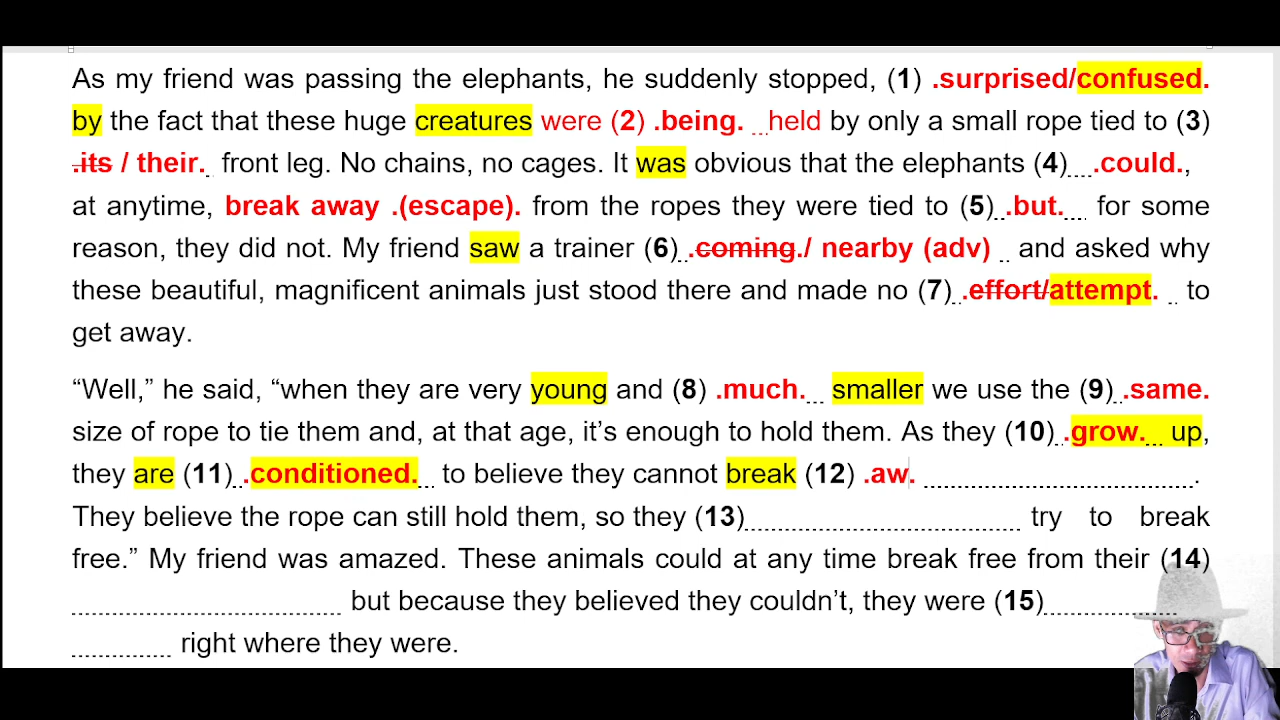 As my friend was passing the elephants, he suddenly stopped, (1) .surprised/confused.
by the fact that these huge creatures were (2) .being. ...held by only a small rope tied to (3)
.its / their.. front leg. No chains, no cages. It was obvious that the elephants (4)....could.,
at anytime, break away .(escape). from the ropes they were tied to (5)..but.... for some
reason, they did not. My friend saw a trainer (6)..coming./ nearby (adv) .. and asked why
these beautiful, magnificent animals just stood there and made no (7)..effort/attempt. .. to
get away.
“Well,” he said, “when they are very young and (8) .much.... smaller we use the (9)..same.
size of rope to tie them and, at that age, it’s enough to hold them. As they (10)..grow.... up,
they are (11)..conditioned.... to believe they cannot break (12) .aw. ...............................
They believe the rope can still hold them, so they (13)............................... try to break
free.” My friend was amazed. These animals could at any time break free from their (14)
............................... but because they believed they couldn’t, they were (15)...............
........... right where they were.